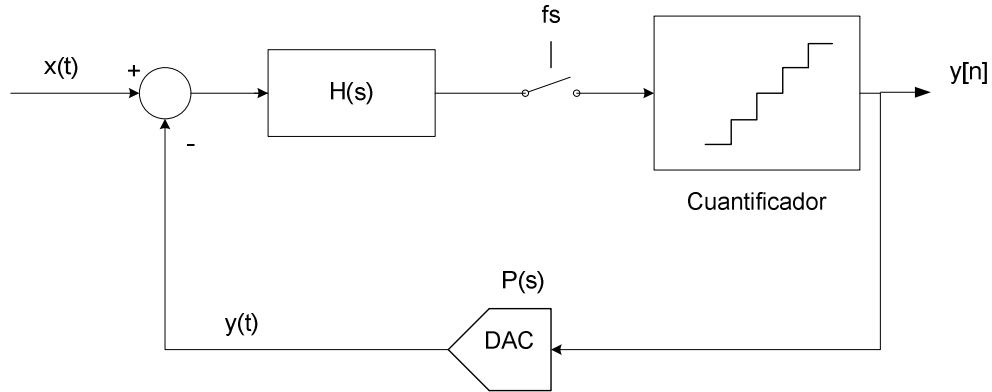 fs
x(t)
+
H(s)
y[n]
-
Cuantificador
P(s)
y(t)
DAC